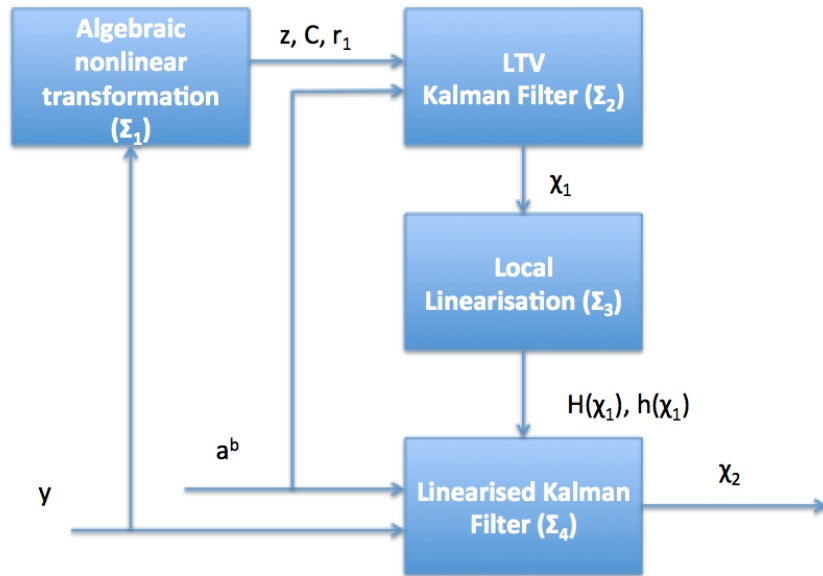 Algebraic
nonlinear
transformation
(Σ₁)
z, C, r₁
LTV
Kalman Filter (Σ₂)
χ₁
Local
Linearisation (Σ₃)
H(χ₁), h(χ₁)
aᵇ
y
Linearised Kalman
Filter (Σ₄)
χ₂